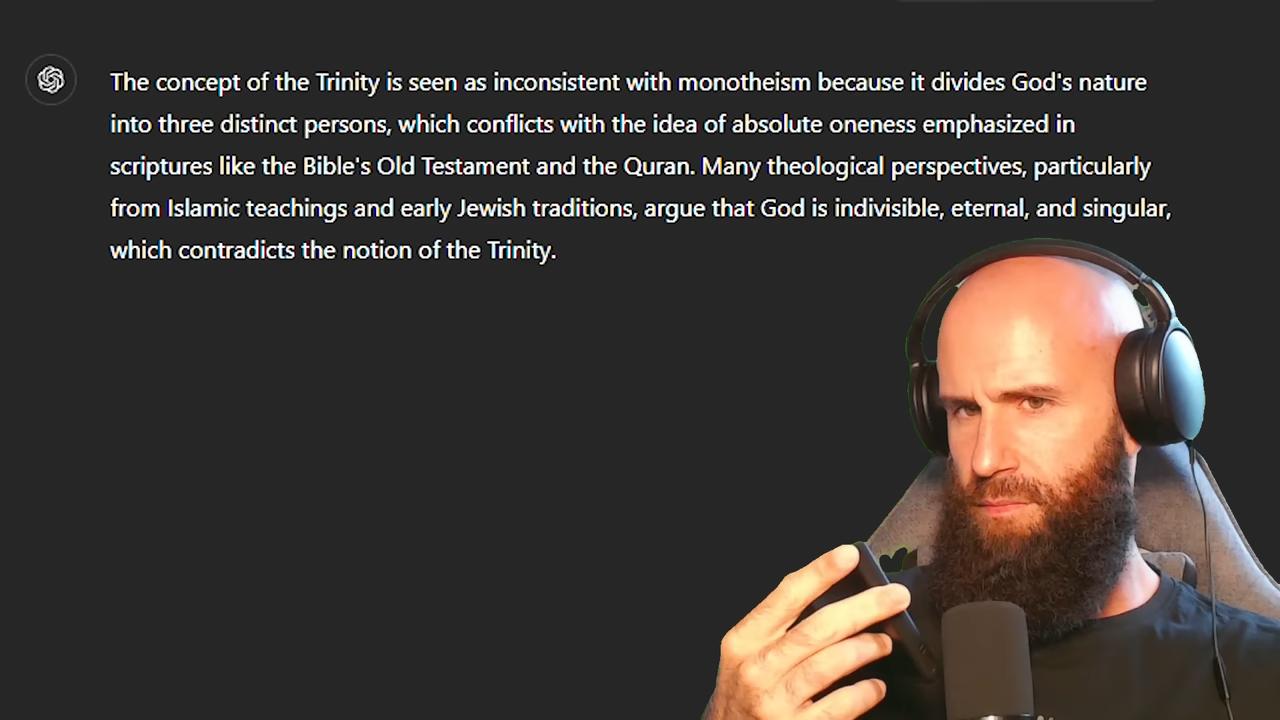 The concept of the Trinity is seen as inconsistent with monotheism because it divides God's nature
into three distinct persons, which conflicts with the idea of absolute oneness emphasized in
scriptures like the Bible's Old Testament and the Quran. Many theological perspectives, particularly
from Islamic teachings and early Jewish traditions, argue that God is indivisible, eternal, and singular,
which contradicts the notion of the Trinity.